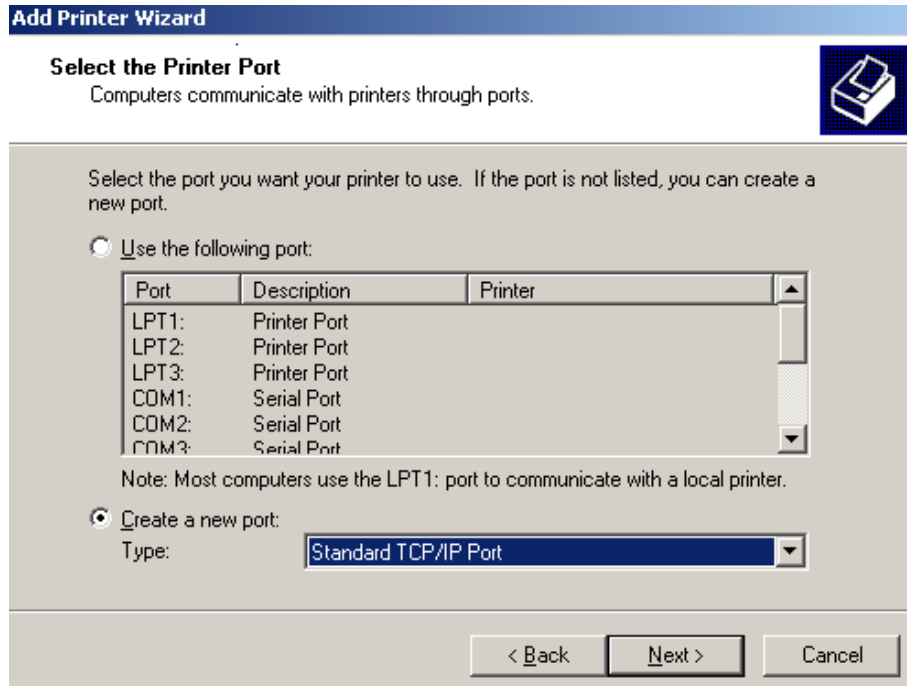 Add Printer Wizard
Select the Printer Port
Computers communicate with printers through ports.
Select the port you want your printer to use. If the port is not listed, you can create a
new port.
Use the following port:
Port Description Printer
LPT1: Printer Port
LPT2: Printer Port
LPT3: Printer Port
COM1: Serial Port
COM2: Serial Port
COM3: Serial Port
Note: Most computers use the LPT1: port to communicate with a local printer.
Create a new port:
Type: Standard TCP/IP Port
< Back Next > Cancel